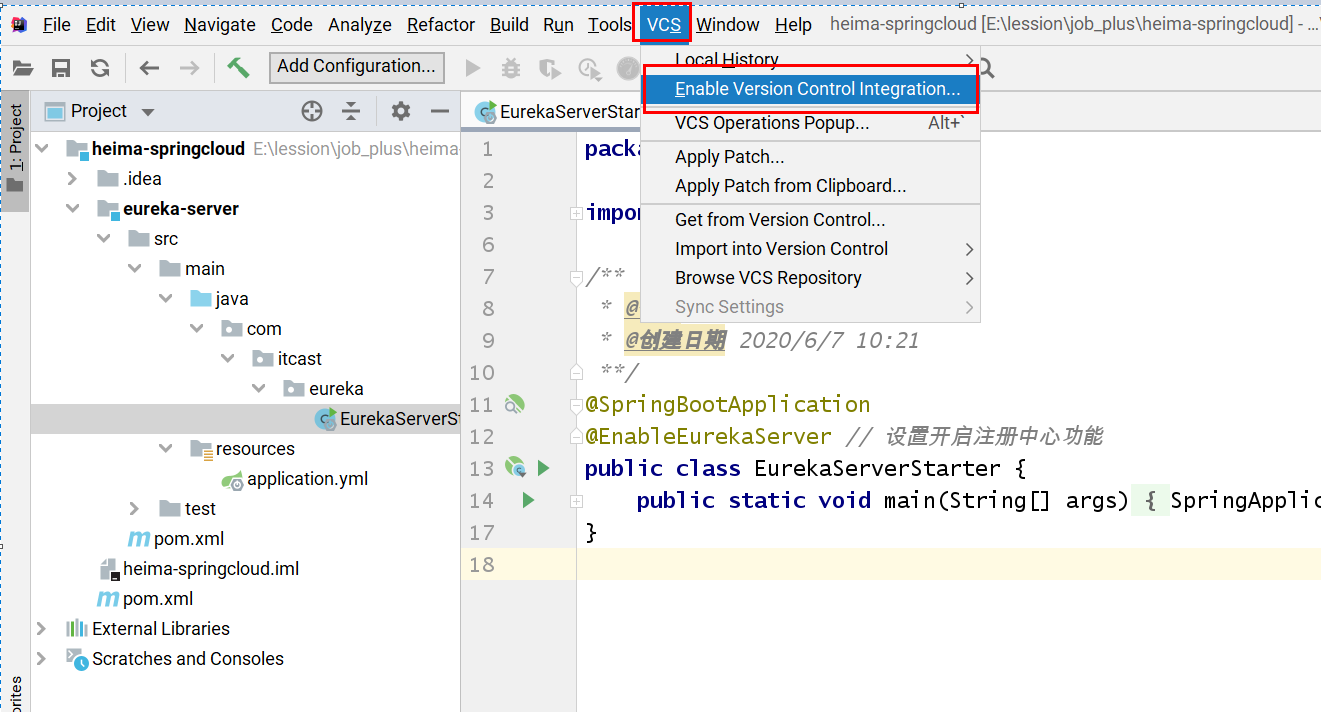 File Edit View Navigate Code Analyze Refactor Build Run Tools VCS Window Help heima-springcloud [E:\lession\job_plus\heima-springcloud] - ...\
Add Configuration...
Local History
Enable Version Control Integration...
VCS Operations Popup... Alt+`
Apply Patch...
Apply Patch from Clipboard...
Get from Version Control...
Import into Version Control
Browse VCS Repository
Sync Settings
1: Project
Project
heima-springcloud E:\lession\job_plus\heima-
.idea
eureka-server
src
main
java
com
itcast
eureka
EurekaServerSt
resources
application.yml
test
pom.xml
heima-springcloud.iml
pom.xml
External Libraries
Scratches and Consoles
orites
EurekaServerStar
1 pack
2
3 impor
6
7 /**
8 * @
9 * @创建日期 2020/6/7 10:21
10 **/
11 @SpringBootApplication
12 @EnableEurekaServer // 设置开启注册中心功能
13 public class EurekaServerStarter {
14 public static void main(String[] args) { SpringApplic
17 }
18